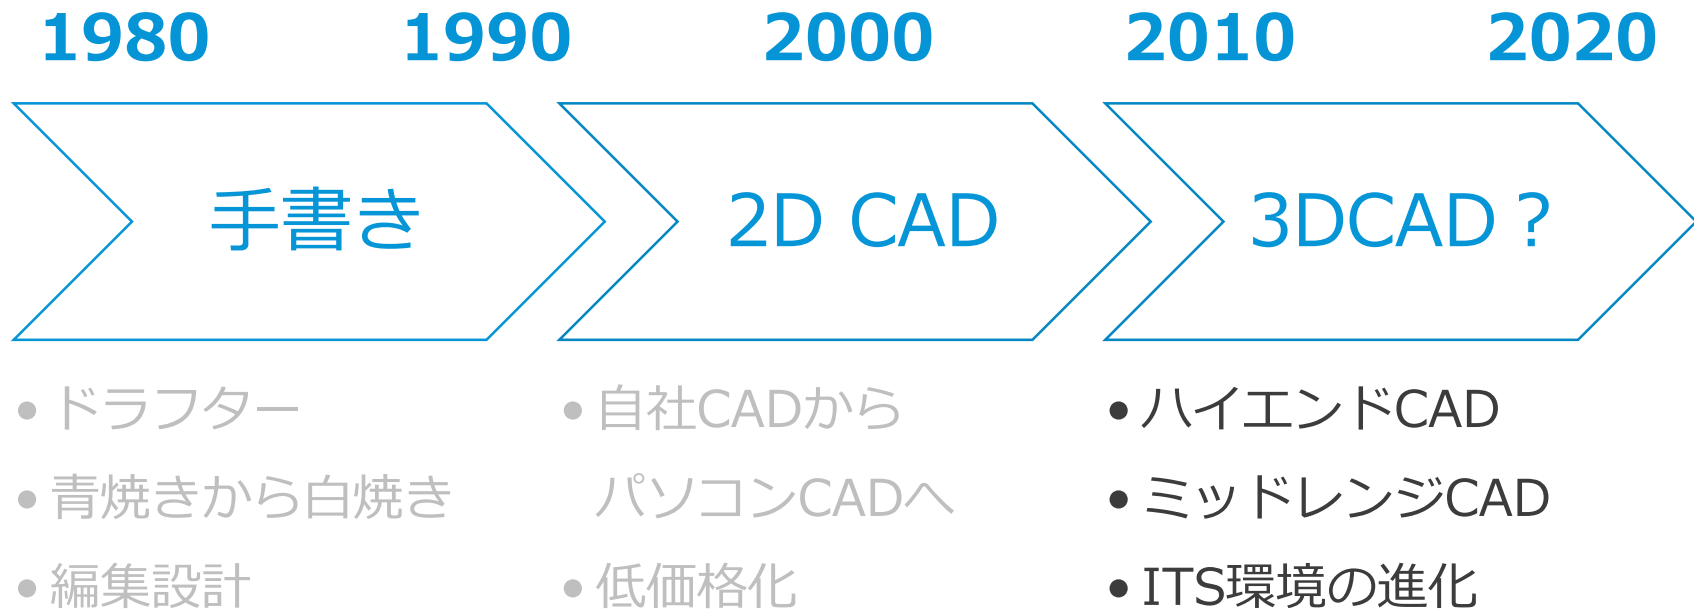 1980 1990 2000 2010 2020
手書き
2D CAD
3DCAD？
• ドラフター
• 青焼きから白焼き
• 編集設計
• 自社CADから
パソコンCADへ
• 低価格化
• ハイエンドCAD
• ミッドレンジCAD
• ITS環境の進化